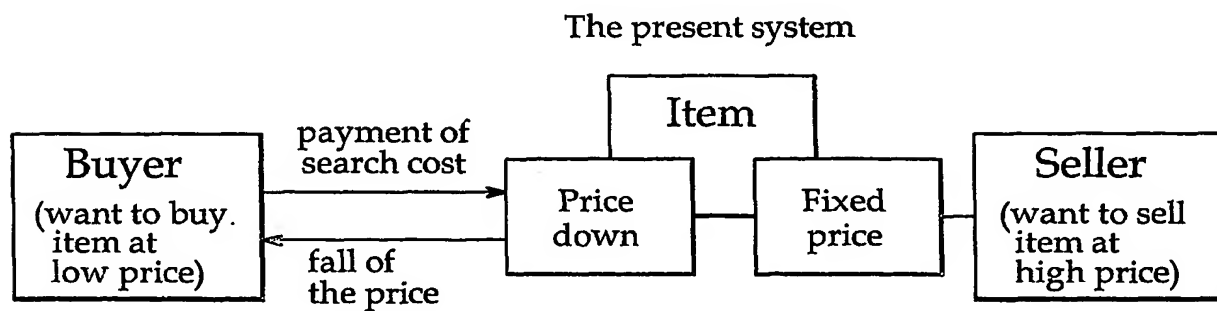 The present system
Buyer
(want to buy.
item at
low price)
payment of
search cost
fall of
the price
Item
Price
down
Fixed
price
Seller
(want to sell
item at
high price)